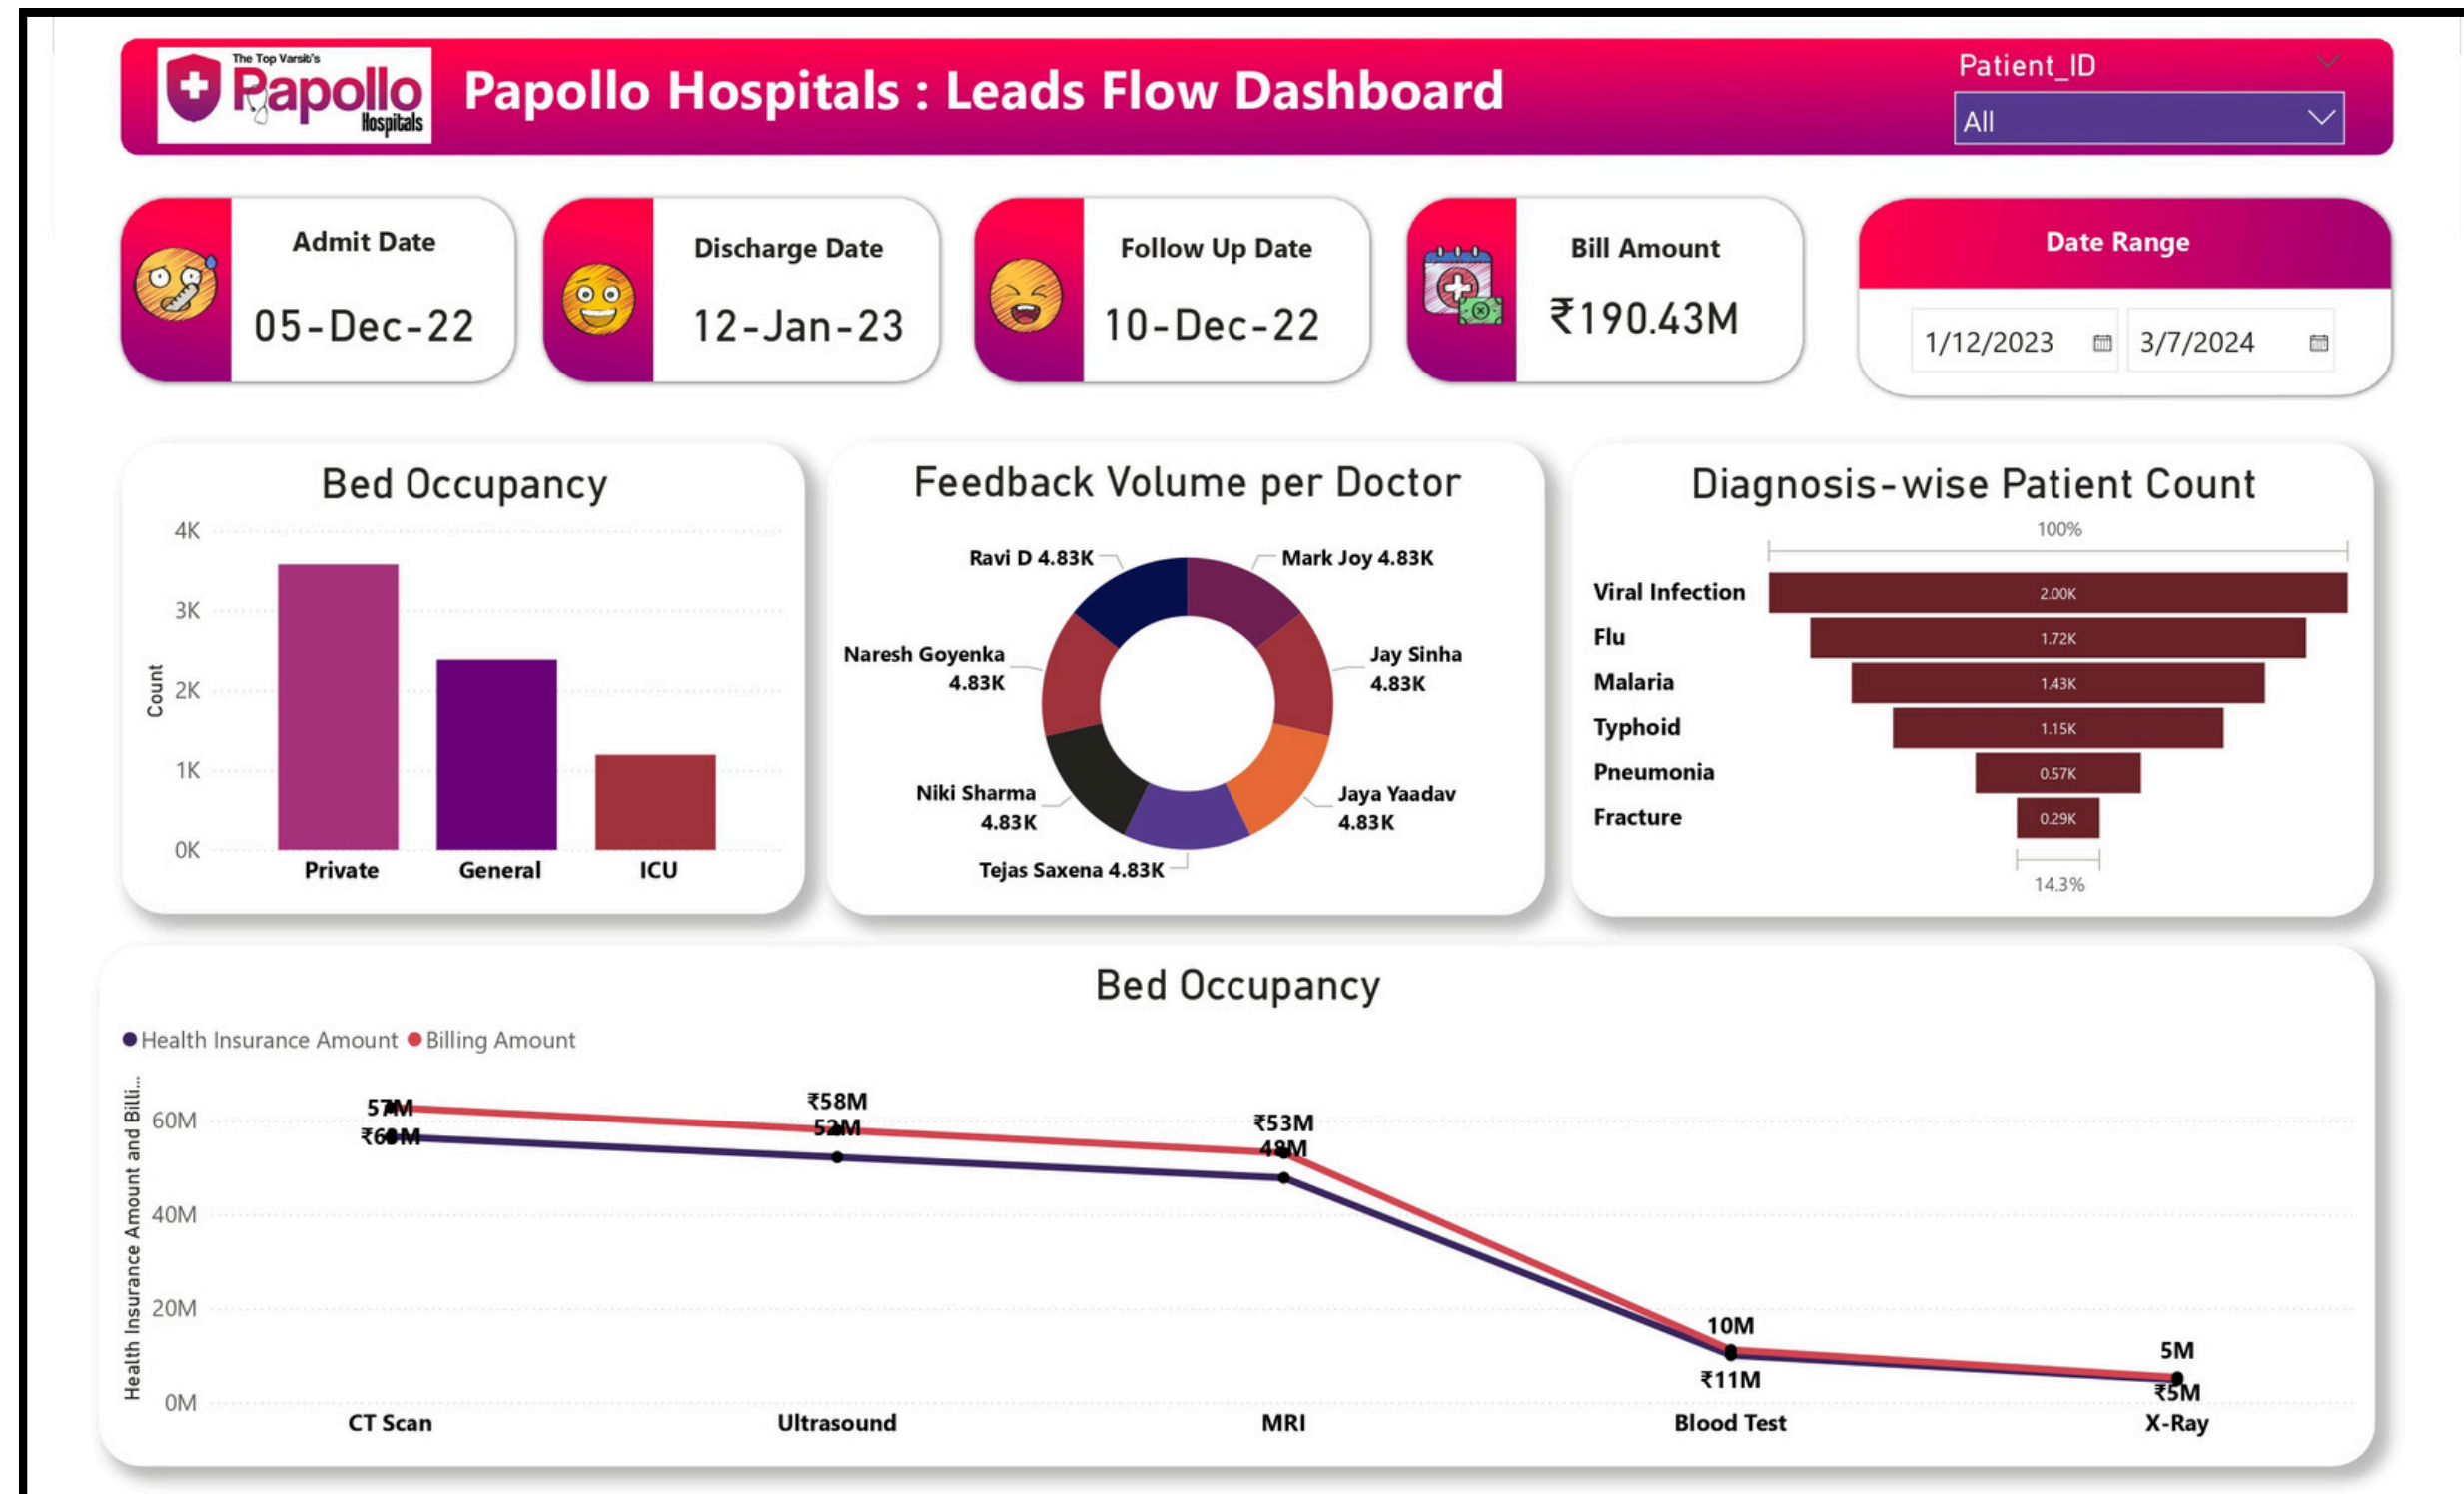 The Top Varsit's
Papollo
Hospitals
Papollo Hospitals : Leads Flow Dashboard
Patient_ID
All
Admit Date
05-Dec-22
Discharge Date
12-Jan-23
Follow Up Date
10-Dec-22
Bill Amount
₹190.43M
Date Range
1/12/2023
3/7/2024
Bed Occupancy
4K
3K
2K
1K
0K
Count
Private
General
ICU
Feedback Volume per Doctor
Ravi D 4.83K
Mark Joy 4.83K
Naresh Goyenka
4.83K
Jay Sinha
4.83K
Niki Sharma
4.83K
Jaya Yaadav
4.83K
Tejas Saxena 4.83K
Diagnosis-wise Patient Count
100%
Viral Infection 2.00K
Flu 1.72K
Malaria 1.43K
Typhoid 1.15K
Pneumonia 0.57K
Fracture 0.29K
14.3%
Bed Occupancy
Health Insurance Amount
Billing Amount
Health Insurance Amount and Billi...
60M
40M
20M
0M
57M
₹58M
52M
₹53M
48M
10M
₹11M
5M
₹5M
CT Scan
Ultrasound
MRI
Blood Test
X-Ray